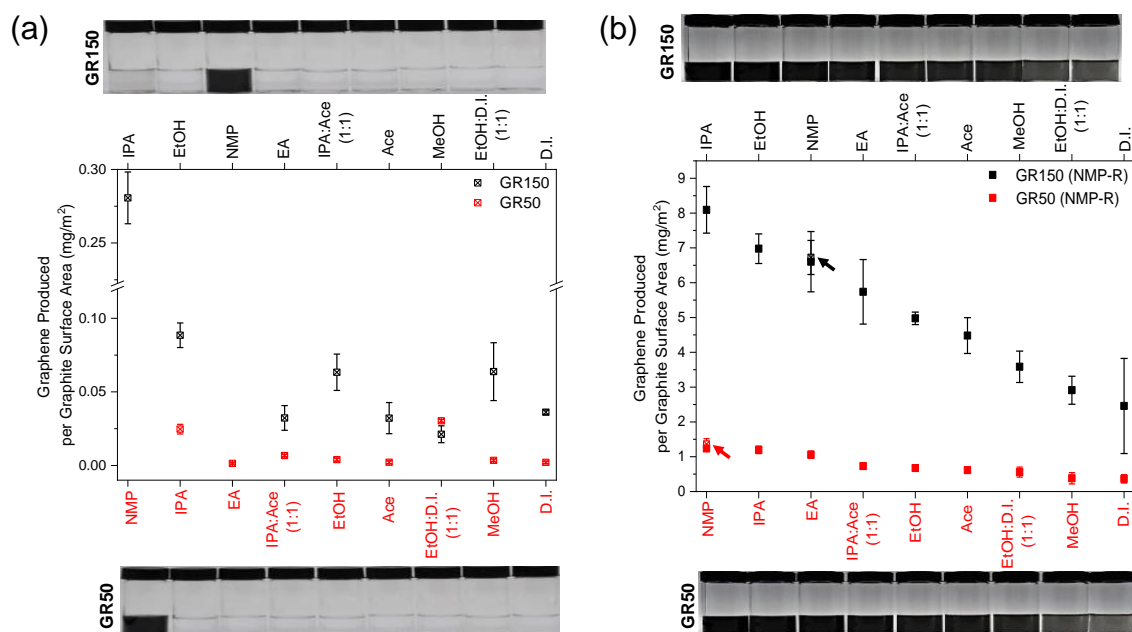 (a)
GR150
IPA
EtOH
NMP
EA
IPA:Ace
(1:1)
Ace
MeOH
EtOH:D.I.
(1:1)
D.I.
Graphene Produced
per Graphite Surface Area (mg/m²)
0.30
0.25
0.10
0.05
0.00
GR150
GR50
NMP
IPA
EA
IPA:Ace
(1:1)
EtOH
Ace
EtOH:D.I.
(1:1)
MeOH
D.I.
GR50
(b)
GR150
IPA
EtOH
NMP
EA
IPA:Ace
(1:1)
Ace
MeOH
EtOH:D.I.
(1:1)
D.I.
Graphene Produced
per Graphite Surface Area (mg/m²)
9
8
7
6
5
4
3
2
1
0
GR150 (NMP-R)
GR50 (NMP-R)
NMP
IPA
EA
IPA:Ace
(1:1)
EtOH
Ace
EtOH:D.I.
(1:1)
MeOH
D.I.
GR50